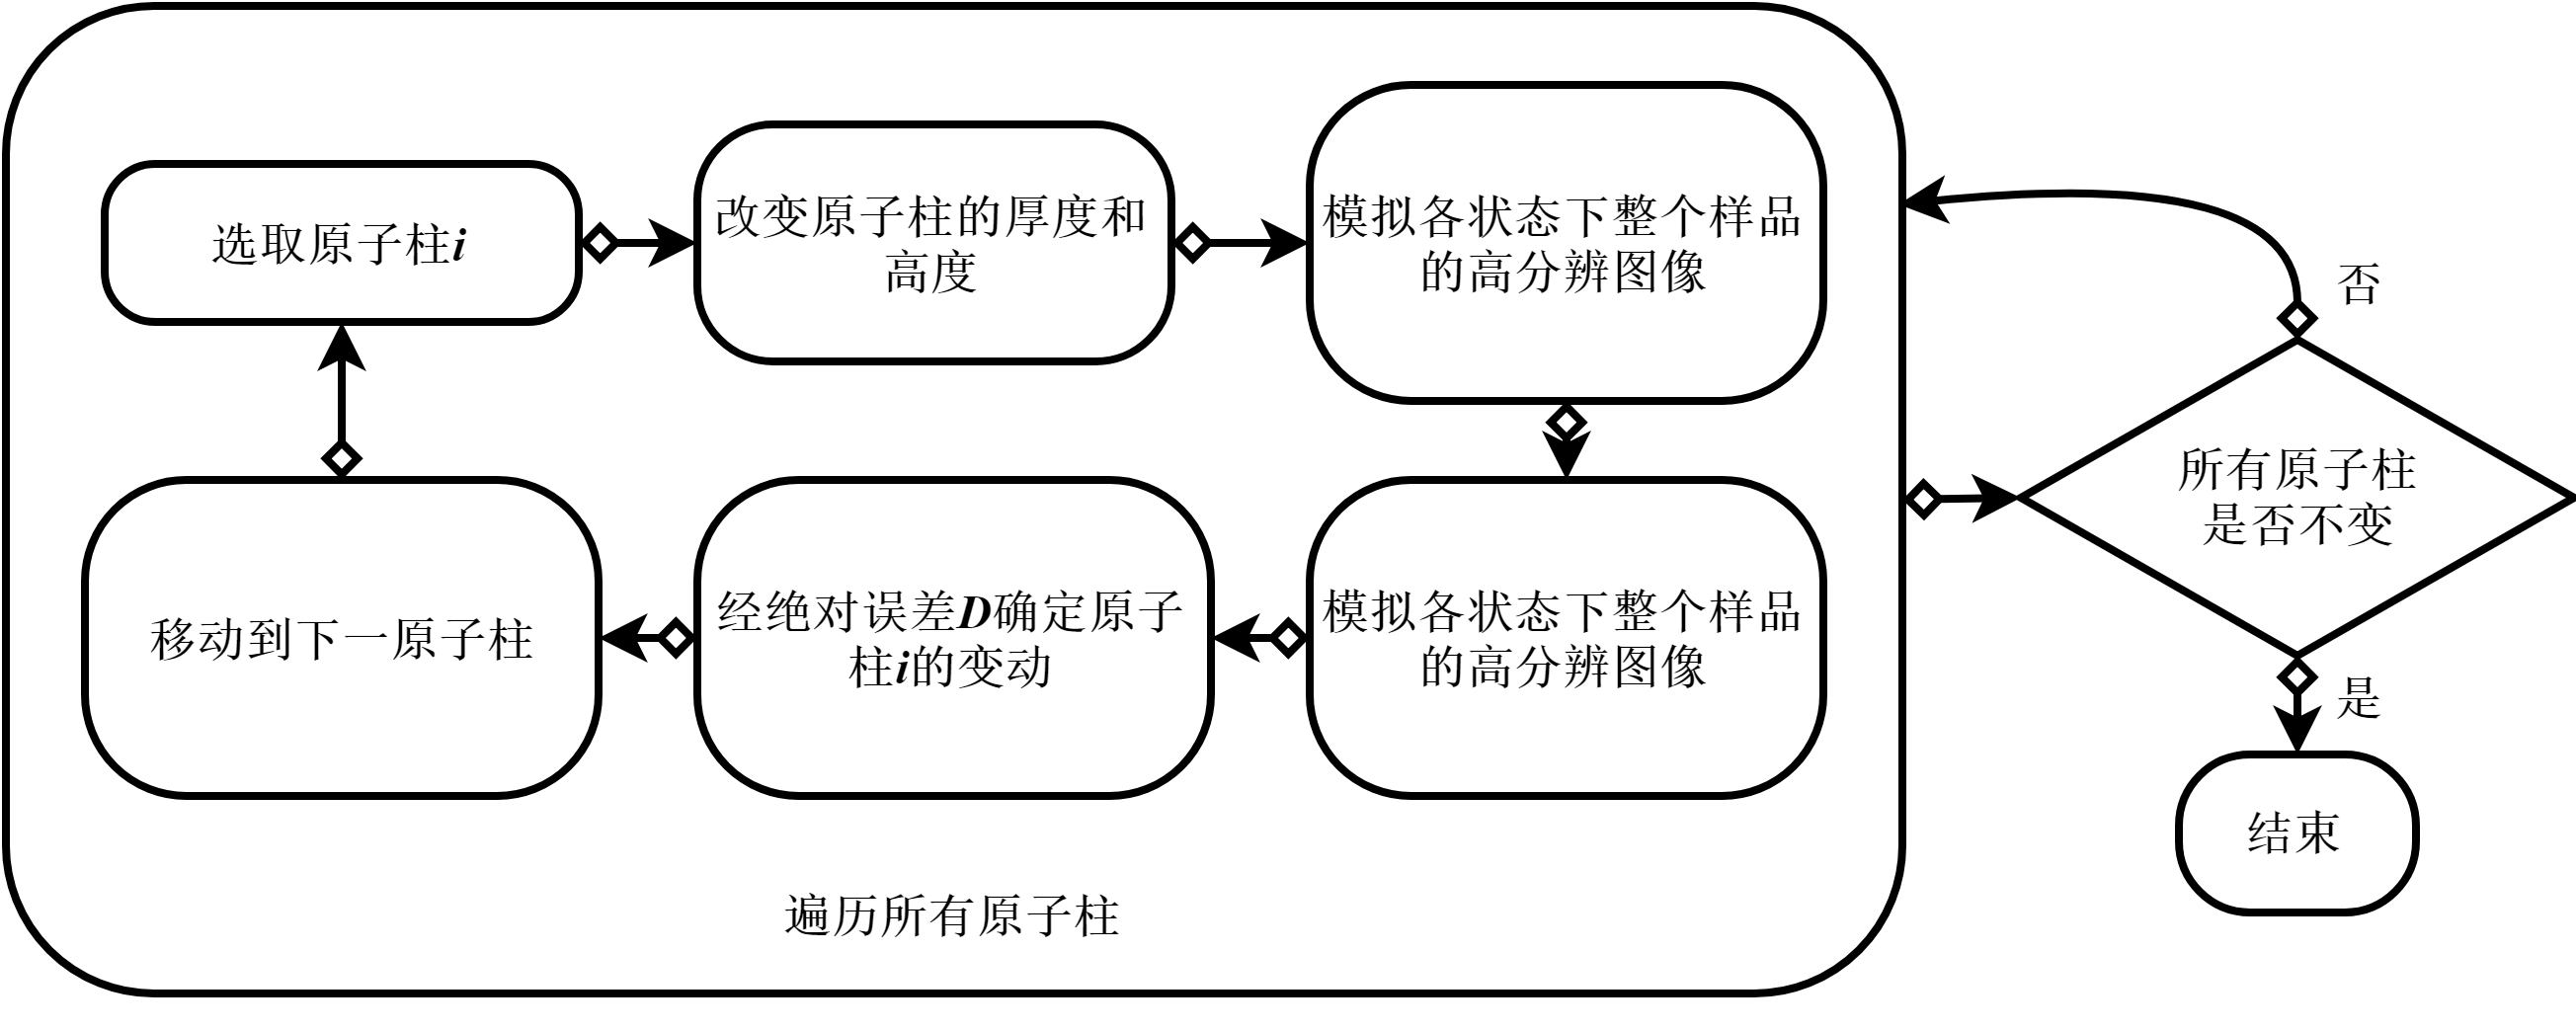 选取原子柱i
改变原子柱的厚度和
高度
模拟各状态下整个样品
的高分辨图像
模拟各状态下整个样品
的高分辨图像
经绝对误差D确定原子
柱i的变动
移动到下一原子柱
遍历所有原子柱
否
所有原子柱
是否不变
是
结束